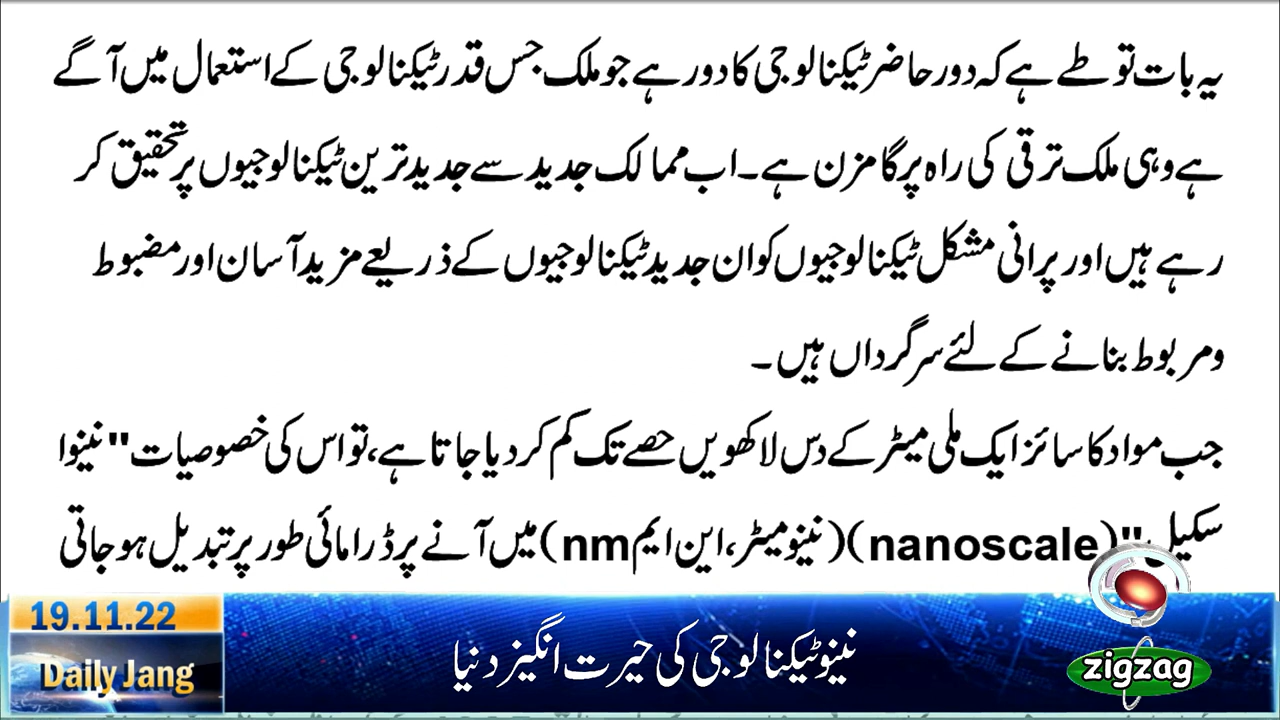 یہ بات تو طے ہے کہ دور حاضر ٹیکنالوجی کا دور ہے جو ملک جس قدر ٹیکنالوجی کے استعمال میں آگے
ہے وہی ملک ترقی کی راہ پر گامزن ہے۔ اب ممالک جدید سے جدید ترین ٹیکنالوجیوں پر تحقیق کر
رہے ہیں اور پرانی مشکل ٹیکنالوجیوں کو ان جدید ٹیکنالوجیوں کے ذریعے مزید آسان اور مضبوط
ومربوط بنانے کے لئے سرگرداں ہیں۔
جب مواد کا سائز ایک ملی میٹر کے دس لاکھویں حصے تک کم کر دیا جاتا ہے، تو اس کی خصوصیات "نینوا
سکیل" (nanoscale) (نینومیٹر، این ایم nm) میں آنے پر ڈرامائی طور پر تبدیل ہو جاتی
19.11.22
Daily Jang
نینو ٹیکنالوجی کی حیرت انگیز دنیا
zigzag